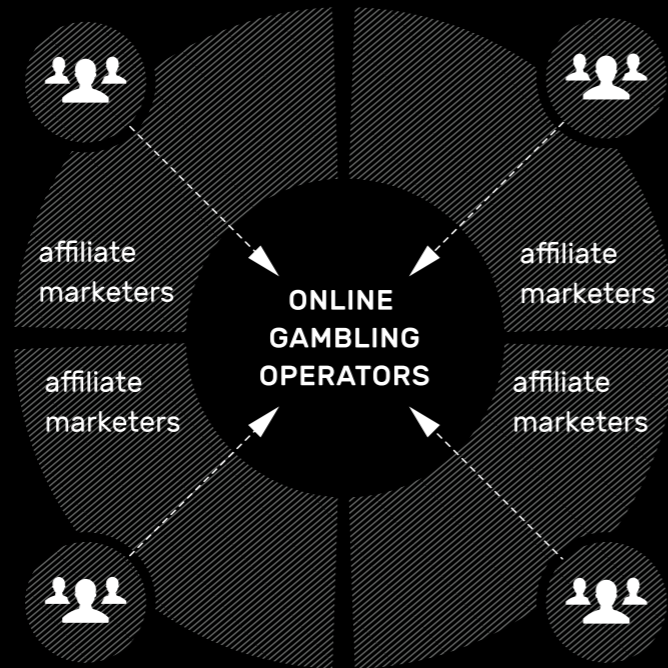 affiliate
marketers
affiliate
marketers
ONLINE
GAMBLING
OPERATORS
affiliate
marketers
affiliate
marketers